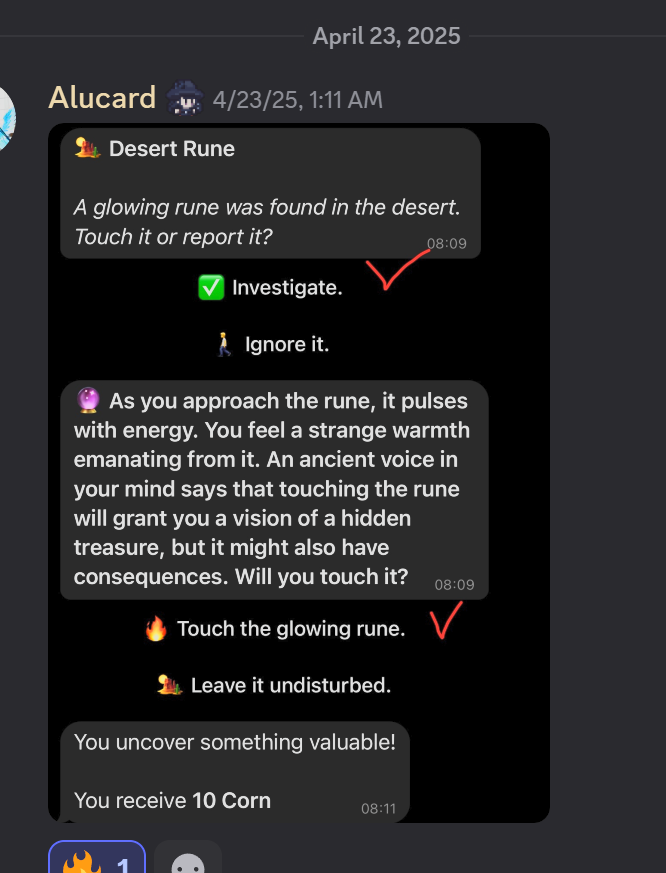 April 23, 2025
Alucard 4/23/25, 1:11 AM
Desert Rune
A glowing rune was found in the desert.
Touch it or report it?
08:09
Investigate.
Ignore it.
As you approach the rune, it pulses
with energy. You feel a strange warmth
emanating from it. An ancient voice in
your mind says that touching the rune
will grant you a vision of a hidden
treasure, but it might also have
consequences. Will you touch it?
08:09
Touch the glowing rune.
Leave it undisturbed.
You uncover something valuable!
You receive 10 Corn
08:11
1